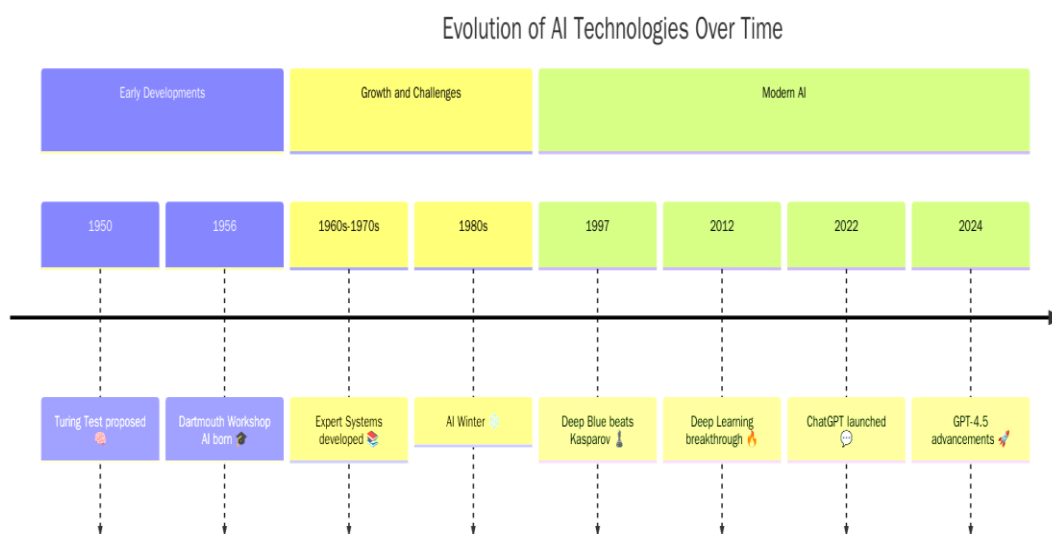 Evolution of AI Technologies Over Time
Early Developments
Growth and Challenges
Modern AI
1950
1956
1960s-1970s
1980s
1997
2012
2022
2024
Turing Test proposed
🧠
Dartmouth Workshop
AI born 🎓
Expert Systems
developed 📚
AI Winter ❄️
Deep Blue beats
Kasparov ♟️
Deep Learning
breakthrough 🔥
ChatGPT launched
💬
GPT-4.5
advancements 🚀